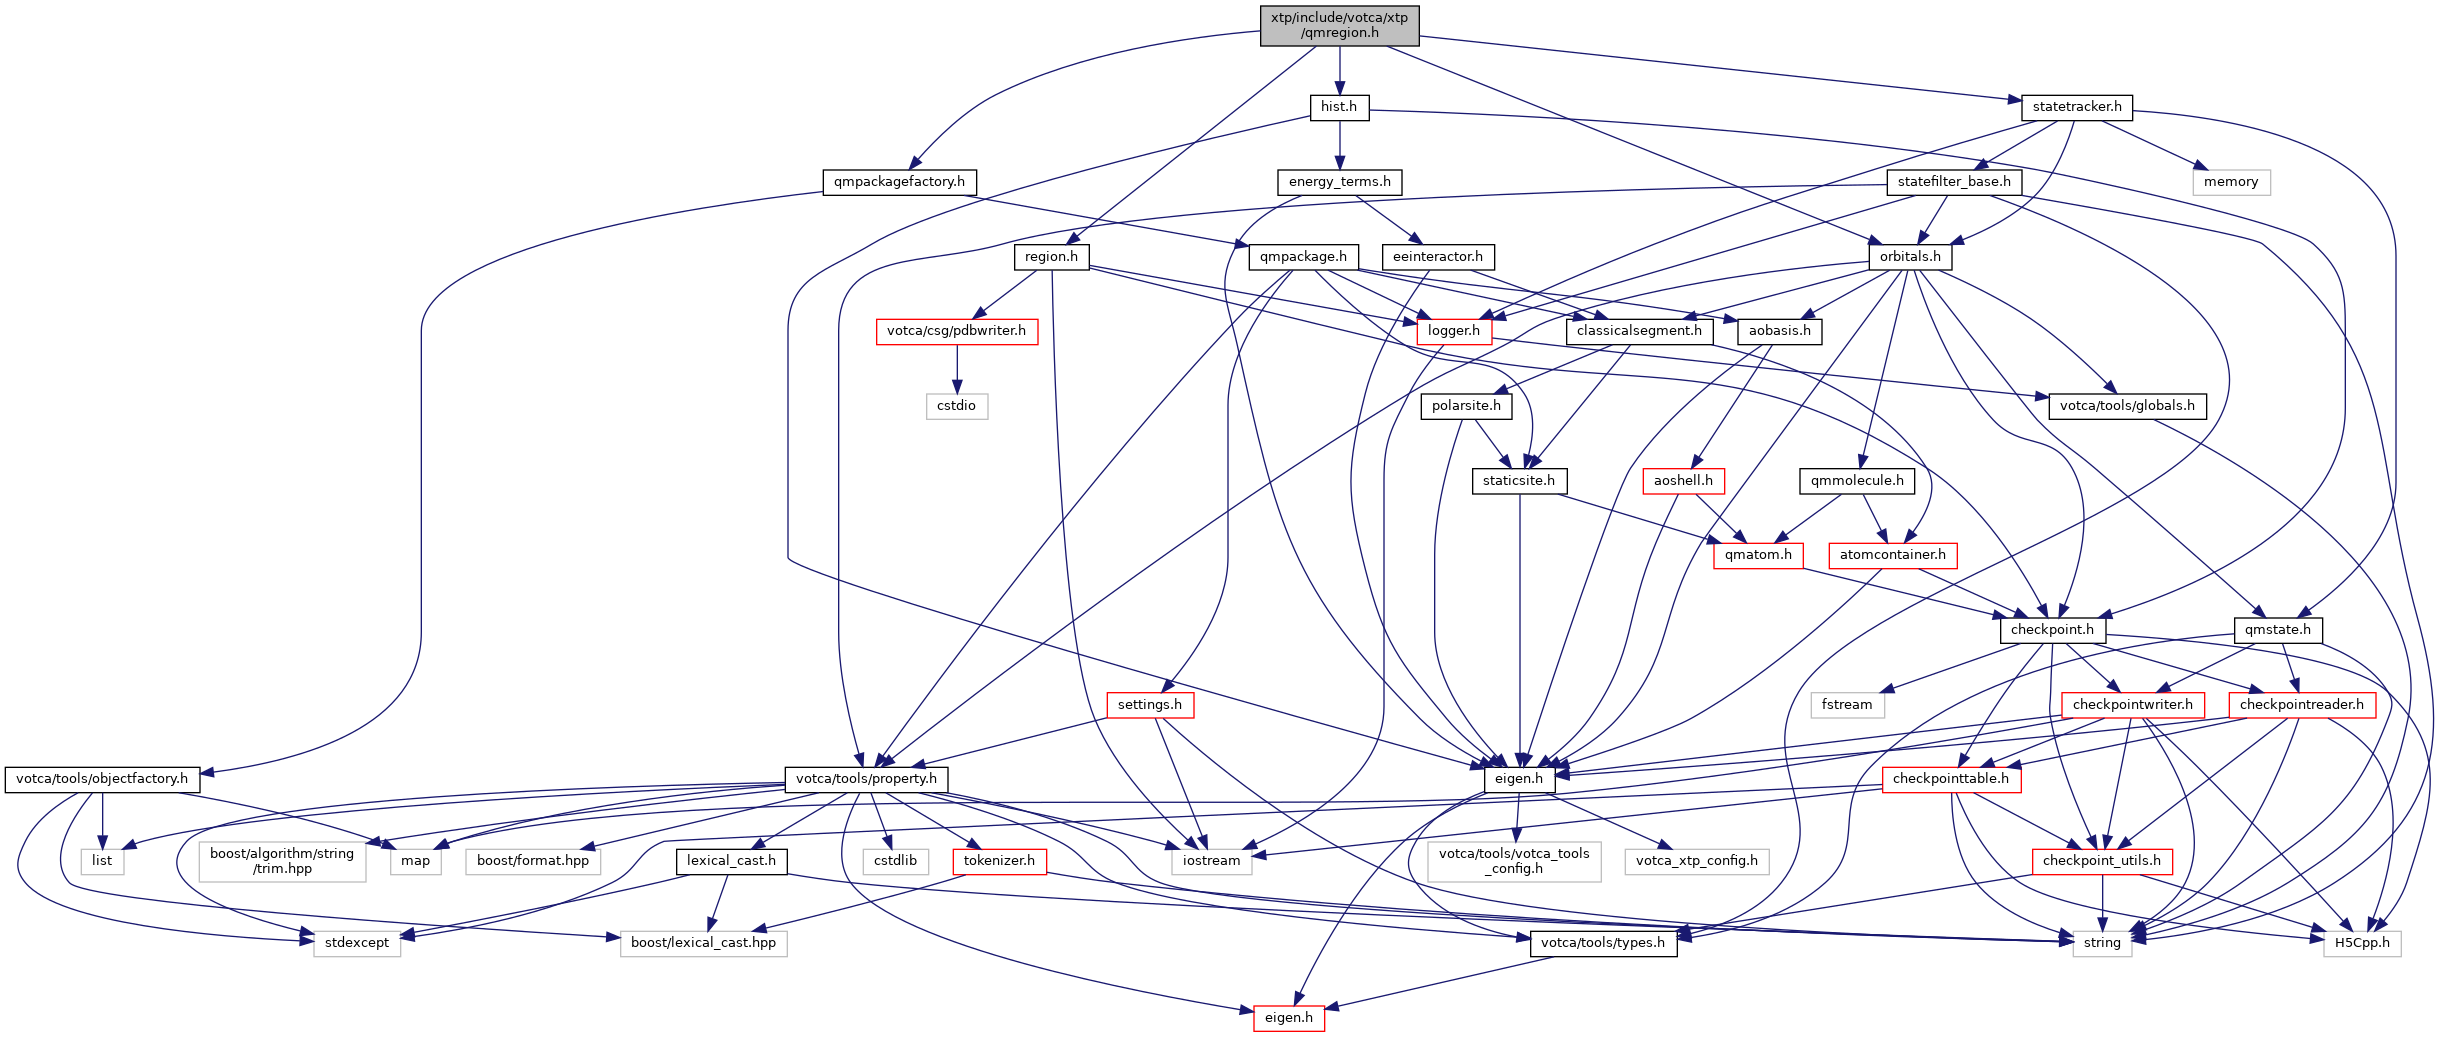 xtp/include/votca/xtp
/qmregion.h
hist.h
statetracker.h
qmpackagefactory.h
energy_terms.h
statefilter_base.h
memory
region.h
qmpackage.h
eeinteractor.h
orbitals.h
votca/csg/pdbwriter.h
logger.h
classicalsegment.h
aobasis.h
cstdio
polarsite.h
votca/tools/globals.h
staticsite.h
aoshell.h
qmmolecule.h
qmatom.h
atomcontainer.h
checkpoint.h
qmstate.h
settings.h
fstream
checkpointwriter.h
checkpointreader.h
votca/tools/objectfactory.h
votca/tools/property.h
eigen.h
checkpointtable.h
list
boost/algorithm/string
/trim.hpp
map
boost/format.hpp
lexical_cast.h
cstdlib
tokenizer.h
iostream
votca/tools/votca_tools
_config.h
votca_xtp_config.h
checkpoint_utils.h
stdexcept
boost/lexical_cast.hpp
votca/tools/types.h
string
H5Cpp.h
eigen.h